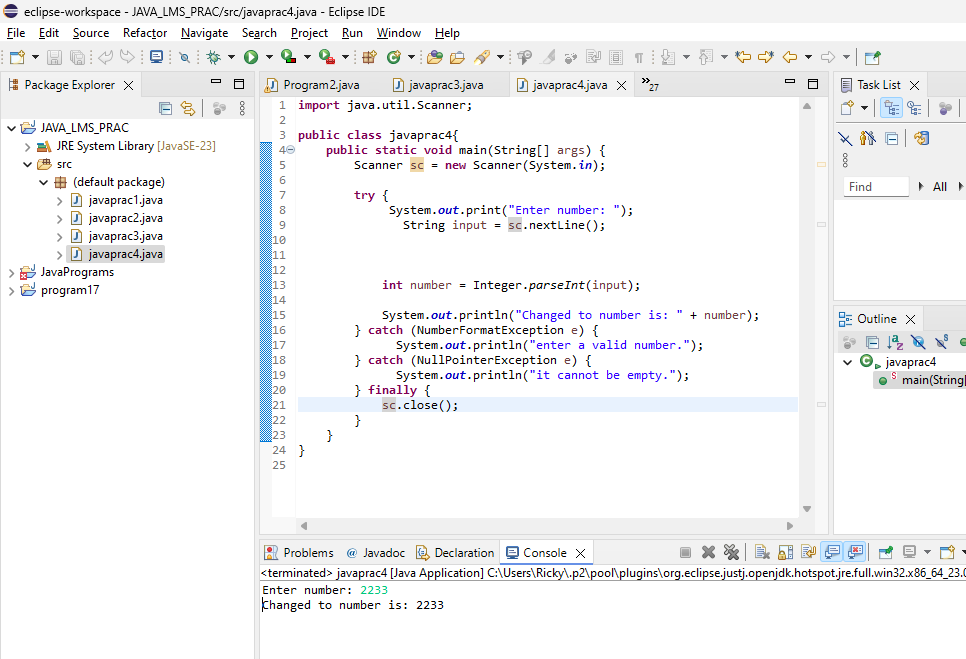 eclipse-workspace - JAVA_LMS_PRAC/src/javaprac4.java - Eclipse IDE
File Edit Source Refactor Navigate Search Project Run Window Help
Package Explorer
JAVA_LMS_PRAC
JRE System Library [JavaSE-23]
src
(default package)
javaprac1.java
javaprac2.java
javaprac3.java
javaprac4.java
JavaPrograms
program17
Program2.java javaprac3.java javaprac4.java »27
1 import java.util.Scanner;
2
3 public class javaprac4{
4 public static void main(String[] args) {
5 Scanner sc = new Scanner(System.in);
6
7 try {
8 System.out.print("Enter number: ");
9 String input = sc.nextLine();
10
11
12
13 int number = Integer.parseInt(input);
14
15 System.out.println("Changed to number is: " + number);
16 } catch (NumberFormatException e) {
17 System.out.println("enter a valid number.");
18 } catch (NullPointerException e) {
19 System.out.println("it cannot be empty.");
20 } finally {
21 sc.close();
22 }
23 }
24 }
25
Task List
Find All
Outline
javaprac4
main(String[
Problems Javadoc Declaration Console
<terminated> javaprac4 [Java Application] C:\Users\Ricky\.p2\pool\plugins\org.eclipse.justj.openjdk.hotspot.jre.full.win32.x86_64_23.0
Enter number: 2233
Changed to number is: 2233